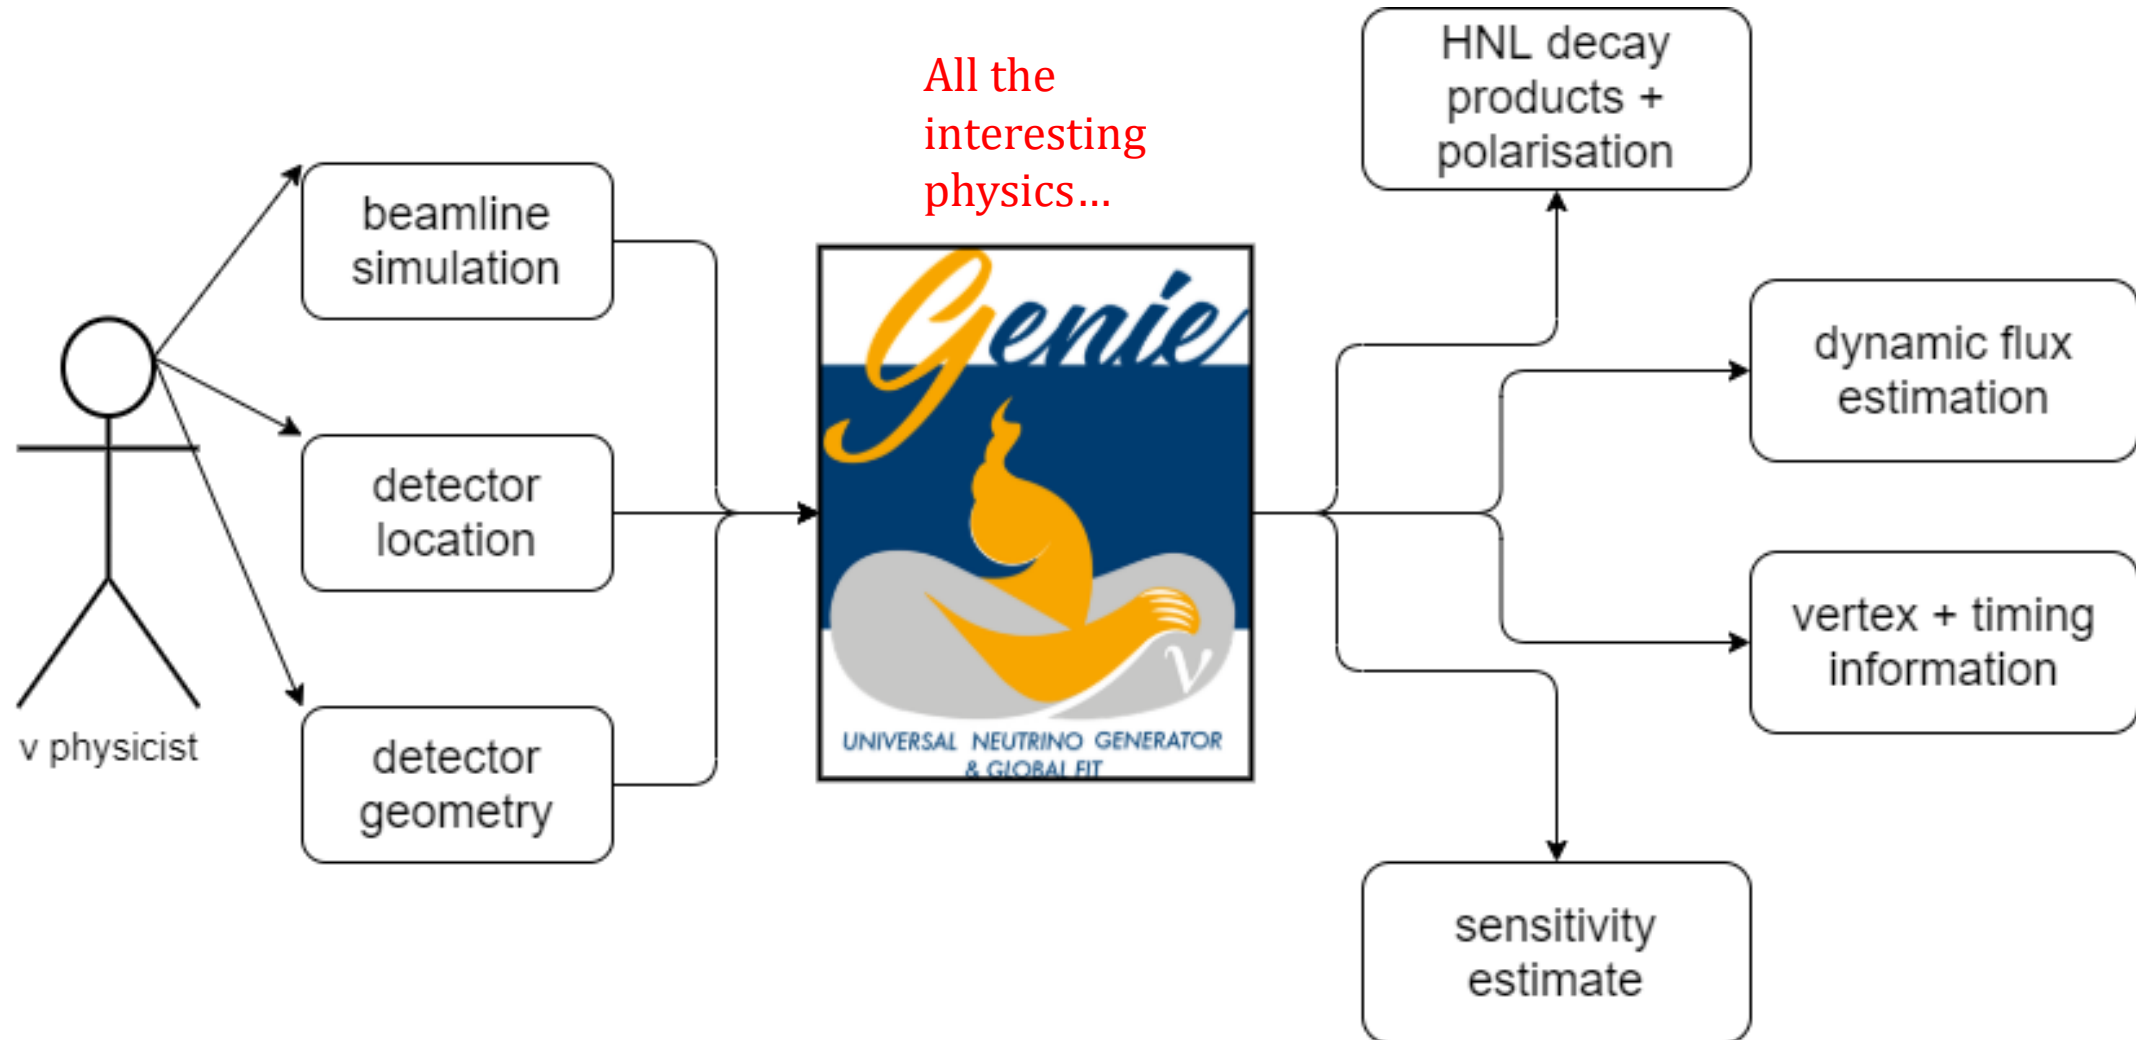 v physicist
beamline
simulation
detector
location
detector
geometry
All the
interesting
physics…
Genie
ν
UNIVERSAL NEUTRINO GENERATOR
& GLOBAL FIT
HNL decay
products +
polarisation
dynamic flux
estimation
vertex + timing
information
sensitivity
estimate